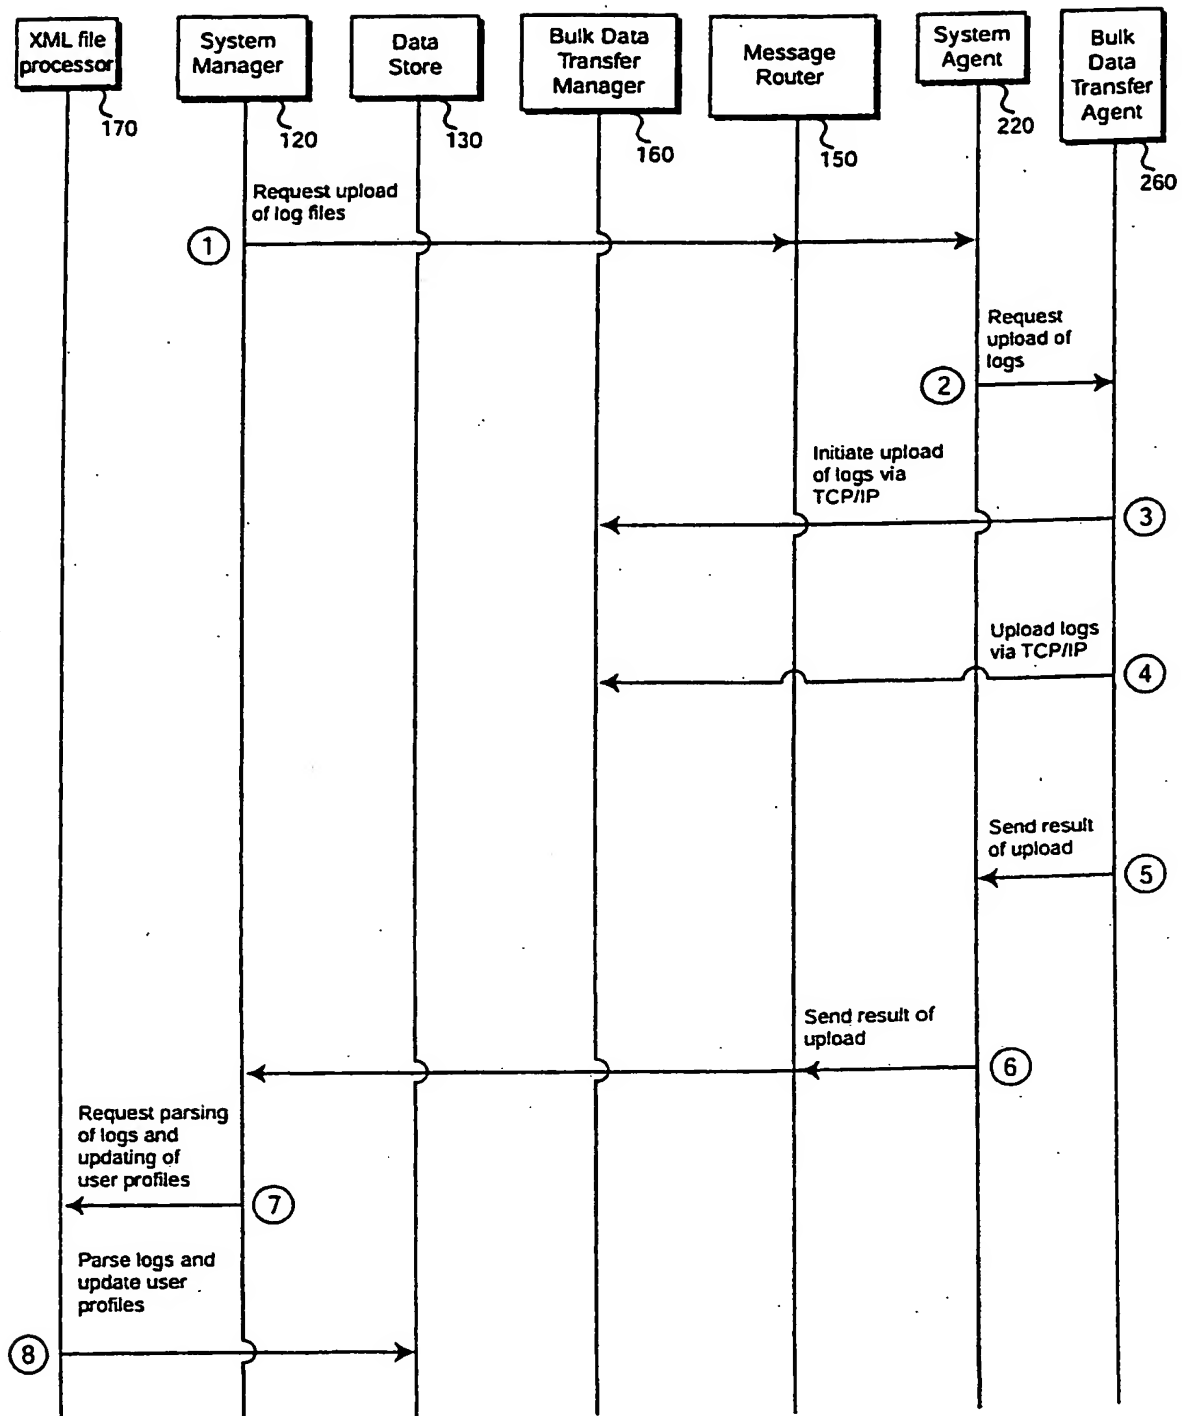 XML file
processor
170
System
Manager
120
Data
Store
130
Bulk Data
Transfer
Manager
160
Message
Router
150
System
Agent
220
Bulk
Data
Transfer
Agent
260
Request upload
of log files
1
Request
upload of
logs
2
Initiate upload
of logs via
TCP/IP
3
Upload logs
via TCP/IP
4
Send result
of upload
5
Send result of
upload
6
Request parsing
of logs and
updating of
user profiles
7
Parse logs and
update user
profiles
8